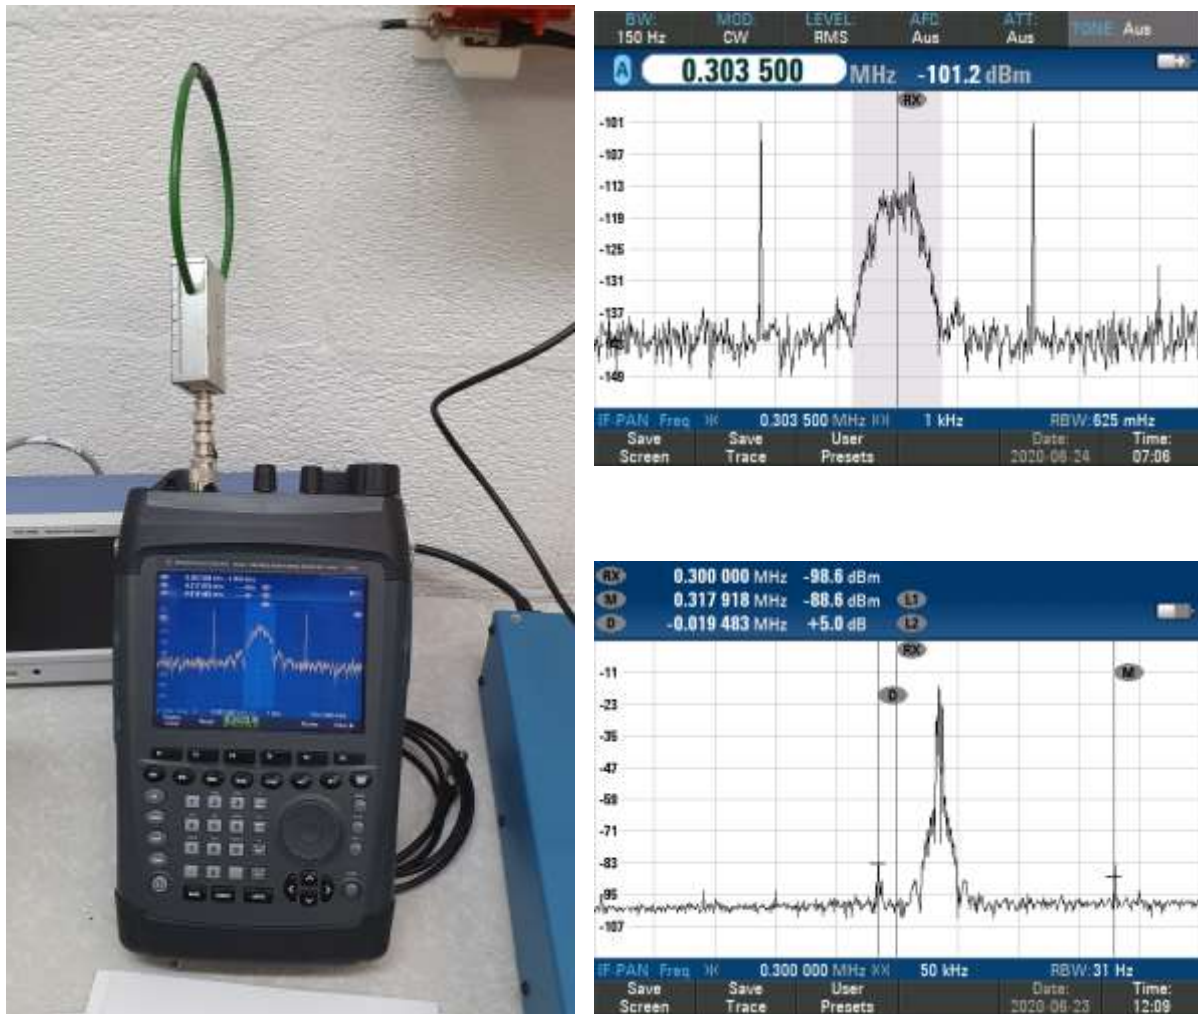 BW: MOD: LEVEL: AFC: ATT: TONE: Aus
150 Hz CW RMS Aus Aus
A 0.303 500 MHz -101.2 dBm
RX
-101
-107
-113
-119
-125
-131
-137
-149
IF-PAN Freq 0.303 500 MHz 1 kHz RBW: 625 mHz
Save Save User Date: Time:
Screen Trace Presets 2020-06-24 07:06
RX 0.300 000 MHz -98.6 dBm
M 0.317 918 MHz -88.6 dBm L1
D -0.019 483 MHz +5.0 dB L2
RX
M
D
-11
-23
-35
-47
-59
-71
-83
-95
-107
IF-PAN Freq 0.300 000 MHz 50 kHz RBW: 31 Hz
Save Save User Date: Time:
Screen Trace Presets 2020-06-23 12:09